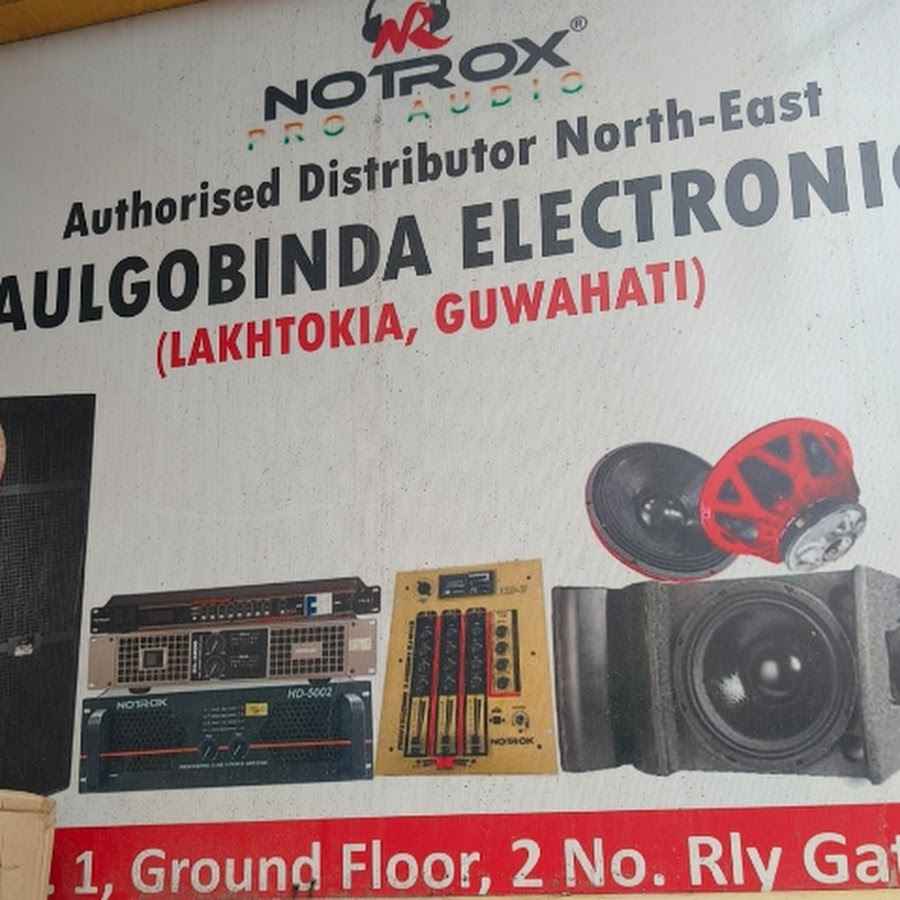 NR
NOTROX®
PRO AUDIO
Authorised Distributor North-East
AULGOBINDA ELECTRONIC
(LAKHTOKIA, GUWAHATI)
NOTROX
HD-5002
NOTROX
. 1, Ground Floor, 2 No. Rly Gat